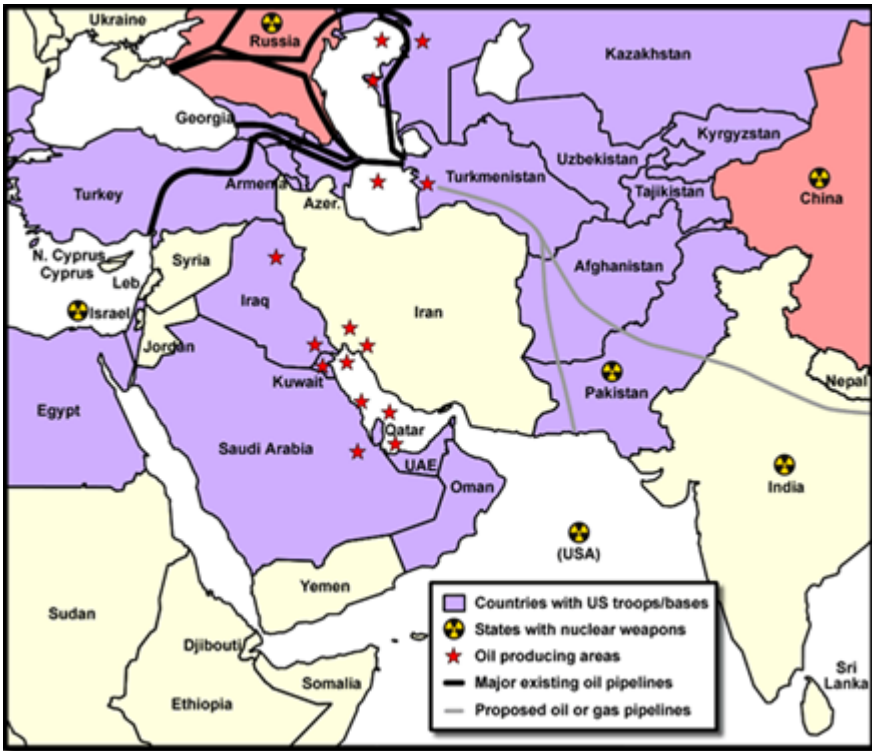 Ukraine
Russia
Kazakhstan
Georgia
Kyrgyzstan
Uzbekistan
Turkmenistan
Tajikistan
China
Turkey
Armenia
Azer.
N. Cyprus
Cyprus
Syria
Leb.
Afghanistan
Israel
Iraq
Iran
Jordan
Kuwait
Pakistan
Nepal
Egypt
Saudi Arabia
Qatar
UAE
Oman
India
(USA)
Yemen
Sudan
Djibouti
Somalia
Ethiopia
Sri
Lanka
Countries with US troops/bases
States with nuclear weapons
Oil producing areas
Major existing oil pipelines
Proposed oil or gas pipelines